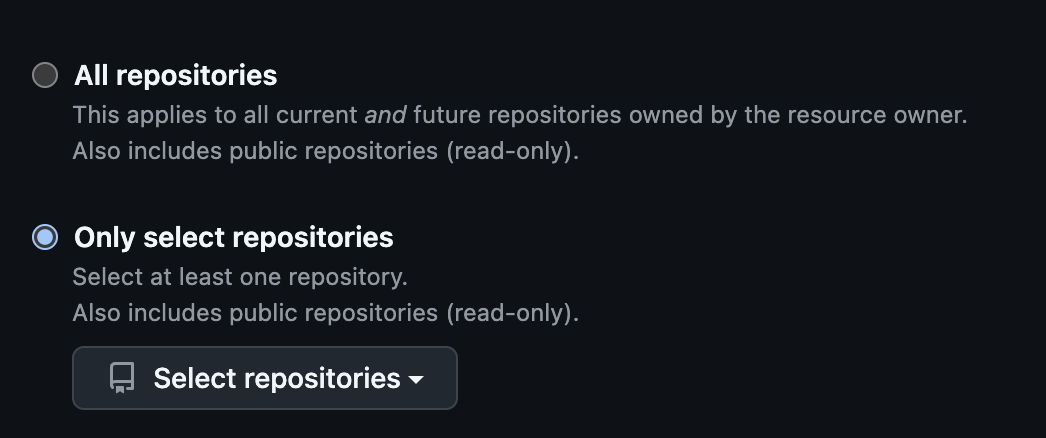 All repositories
This applies to all current and future repositories owned by the resource owner.
Also includes public repositories (read-only).
Only select repositories
Select at least one repository.
Also includes public repositories (read-only).
Select repositories